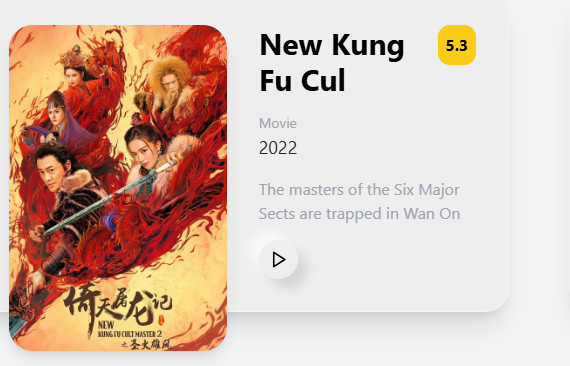 New Kung
Fu Cul
5.3
Movie
2022
The masters of the Six Major
Sects are trapped in Wan On
倚天屠龙记
NEW
KUNG FU CULT MASTER 2
之圣火雄风